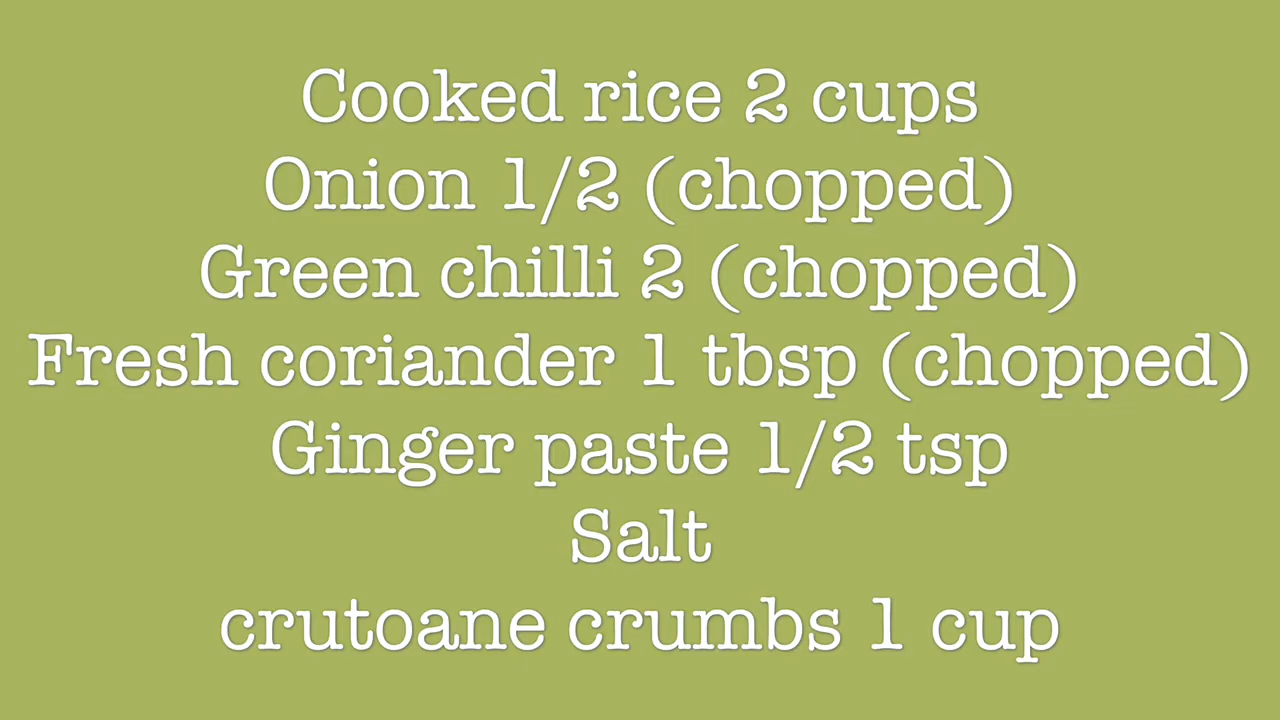 Cooked rice 2 cups
Onion 1/2 (chopped)
Green chilli 2 (chopped)
Fresh coriander 1 tbsp (chopped)
Ginger paste 1/2 tsp
Salt
crutoane crumbs 1 cup